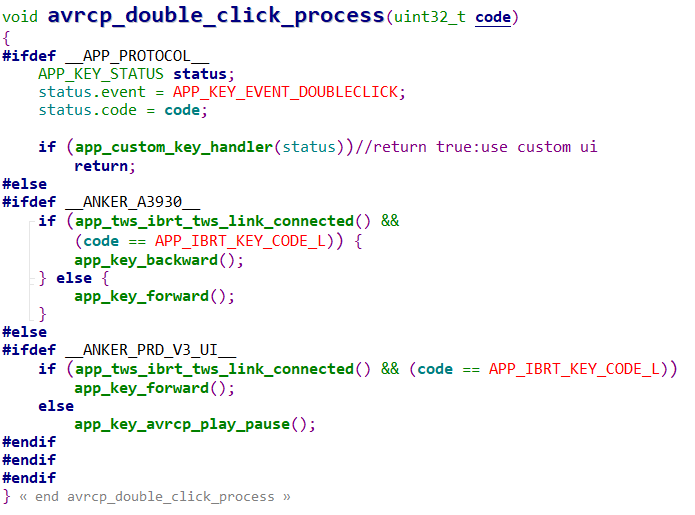 void avrcp_double_click_process(uint32_t code)
{
#ifdef __APP_PROTOCOL__
    APP_KEY_STATUS status;
    status.event = APP_KEY_EVENT_DOUBLECLICK;
    status.code = code;

    if (app_custom_key_handler(status))//return true:use custom ui
        return;
#else
#ifdef __ANKER_A3930__
    if (app_tws_ibrt_tws_link_connected() &&
        (code == APP_IBRT_KEY_CODE_L)) {
        app_key_backward();
    } else {
        app_key_forward();
    }
#else
#ifdef __ANKER_PRD_V3_UI__
    if (app_tws_ibrt_tws_link_connected() && (code == APP_IBRT_KEY_CODE_L))
        app_key_forward();
    else
        app_key_avrcp_play_pause();
#endif
#endif
#endif
} « end avrcp_double_click_process »